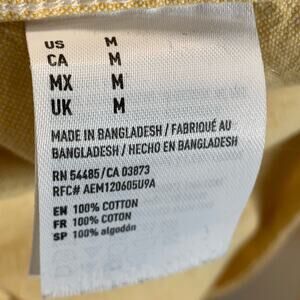 US M
CA M
MX M
UK M
MADE IN BANGLADESH / FABRIQUÉ AU
BANGLADESH / HECHO EN BANGLADESH
RN 54485/CA 03873
RFC# AEM120605U9A
EN 100% COTTON
FR 100% COTON
SP 100% algodón